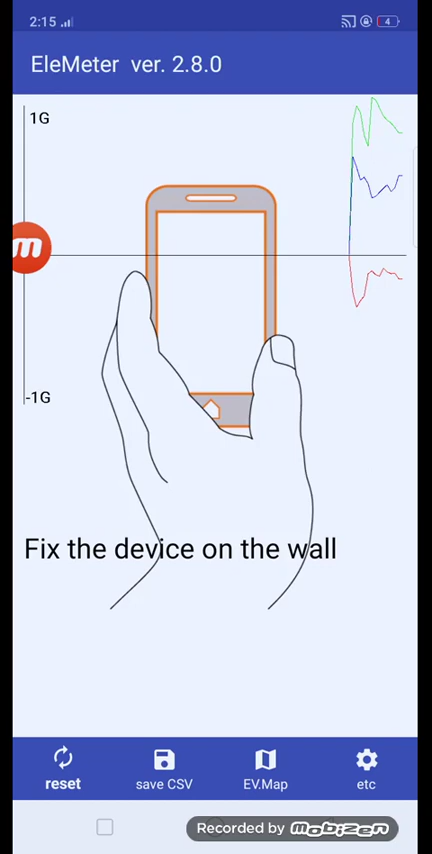 2:15
4
EleMeter ver. 2.8.0
1G
m
-1G
Fix the device on the wall
reset
save CSV
EV.Map
etc
Recorded by mobizen